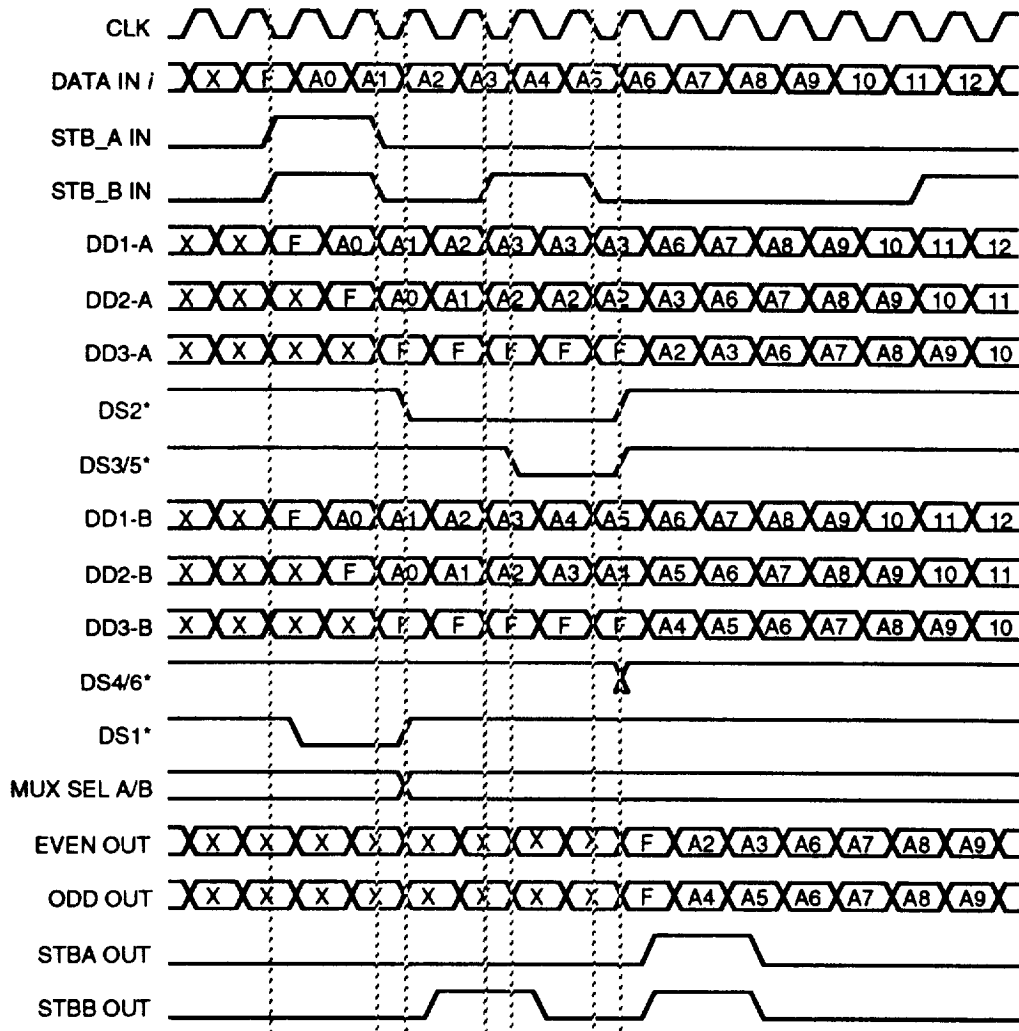 CLK
DATA IN i X F A0 A1 A2 A3 A4 A5 A6 A7 A8 A9 10 11 12
STB_A IN
STB_B IN
DD1-A X X F A0 A1 A2 A3 A3 A3 A6 A7 A8 A9 10 11 12
DD2-A X X X F A0 A1 A2 A2 A2 A3 A6 A7 A8 A9 10 11
DD3-A X X X X F F F F F A2 A3 A6 A7 A8 A9 10
DS2*
DS3/5*
DD1-B X X F A0 A1 A2 A3 A4 A5 A6 A7 A8 A9 10 11 12
DD2-B X X X F A0 A1 A2 A3 A4 A5 A6 A7 A8 A9 10 11
DD3-B X X X X F F F F F A4 A5 A6 A7 A8 A9 10
DS4/6*
DS1*
MUX SEL A/B
EVEN OUT X X X X X X X X F A2 A3 A6 A7 A8 A9
ODD OUT X X X X X X X X F A4 A5 A6 A7 A8 A9
STBA OUT
STBB OUT